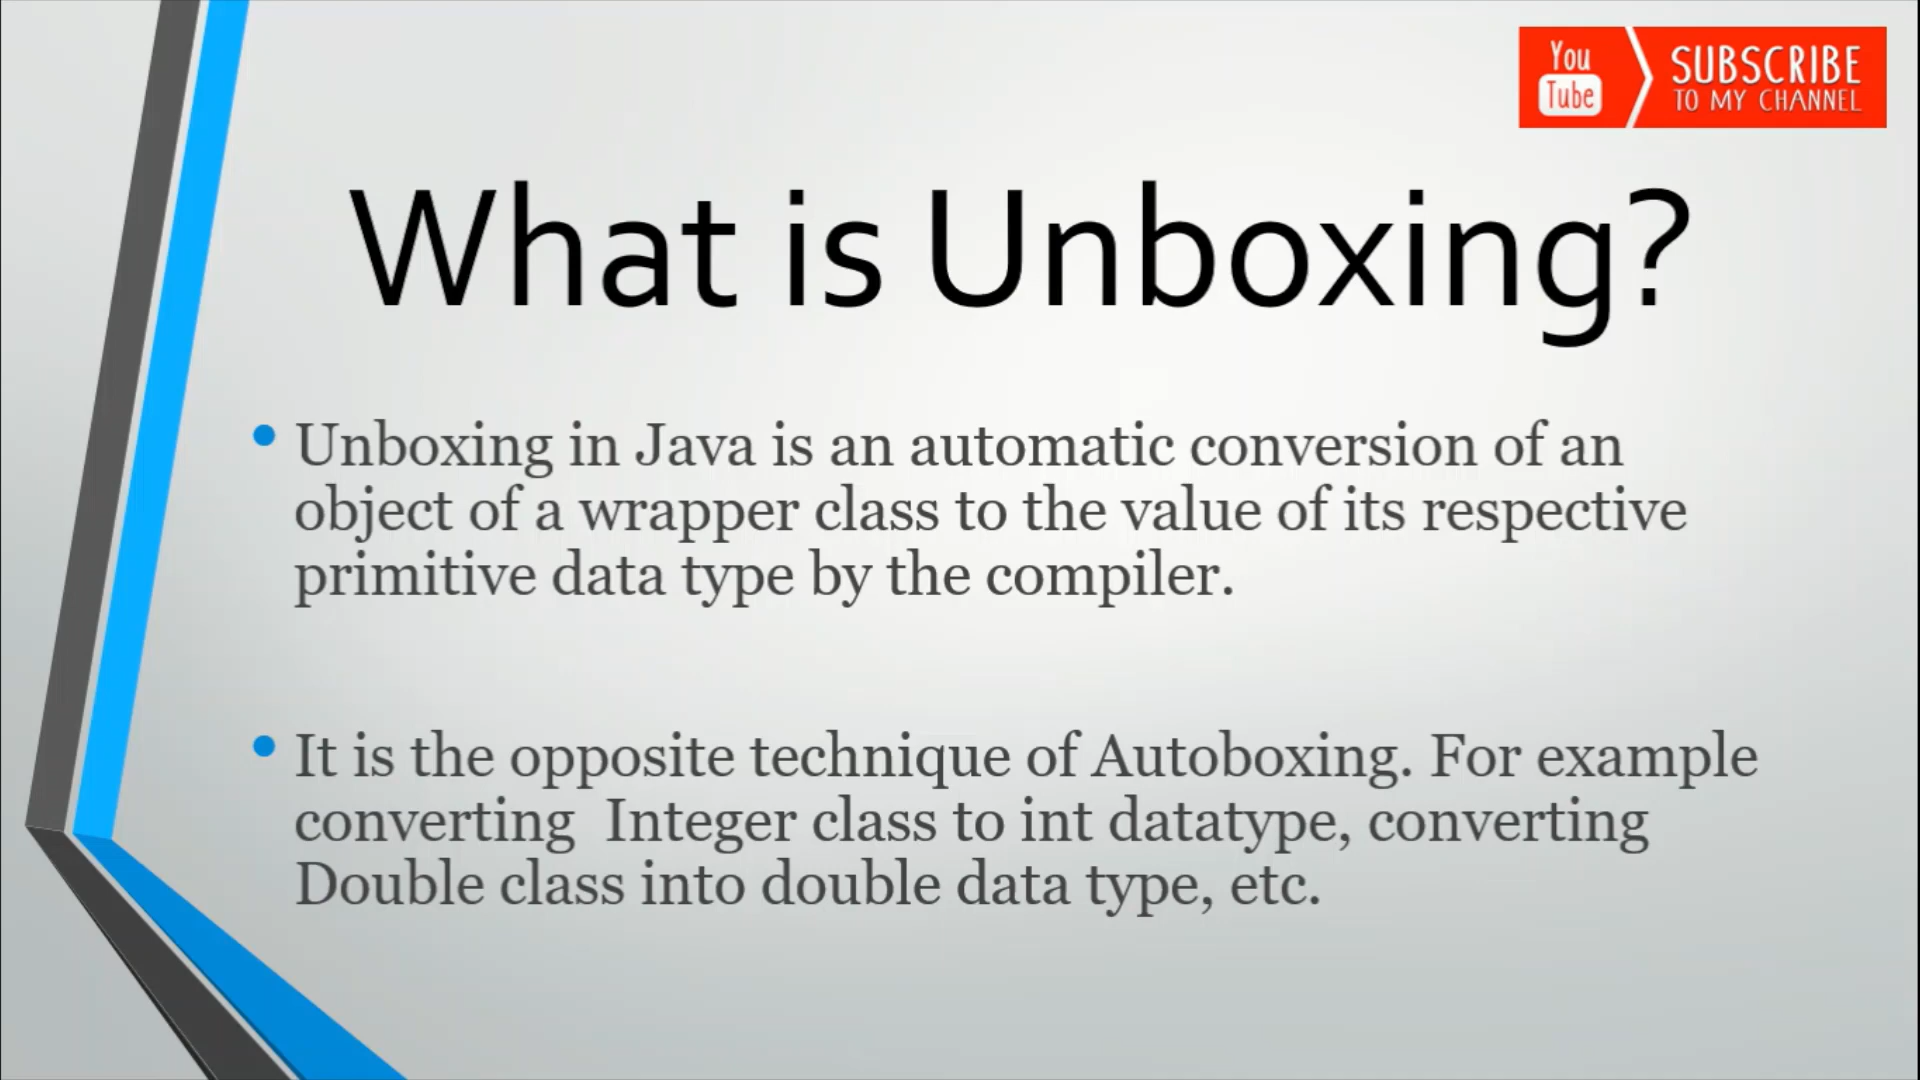 You
Tube
SUBSCRIBE
TO MY CHANNEL
What is Unboxing?
• Unboxing in Java is an automatic conversion of an
object of a wrapper class to the value of its respective
primitive data type by the compiler.
• It is the opposite technique of Autoboxing. For example
converting  Integer class to int datatype, converting
Double class into double data type, etc.